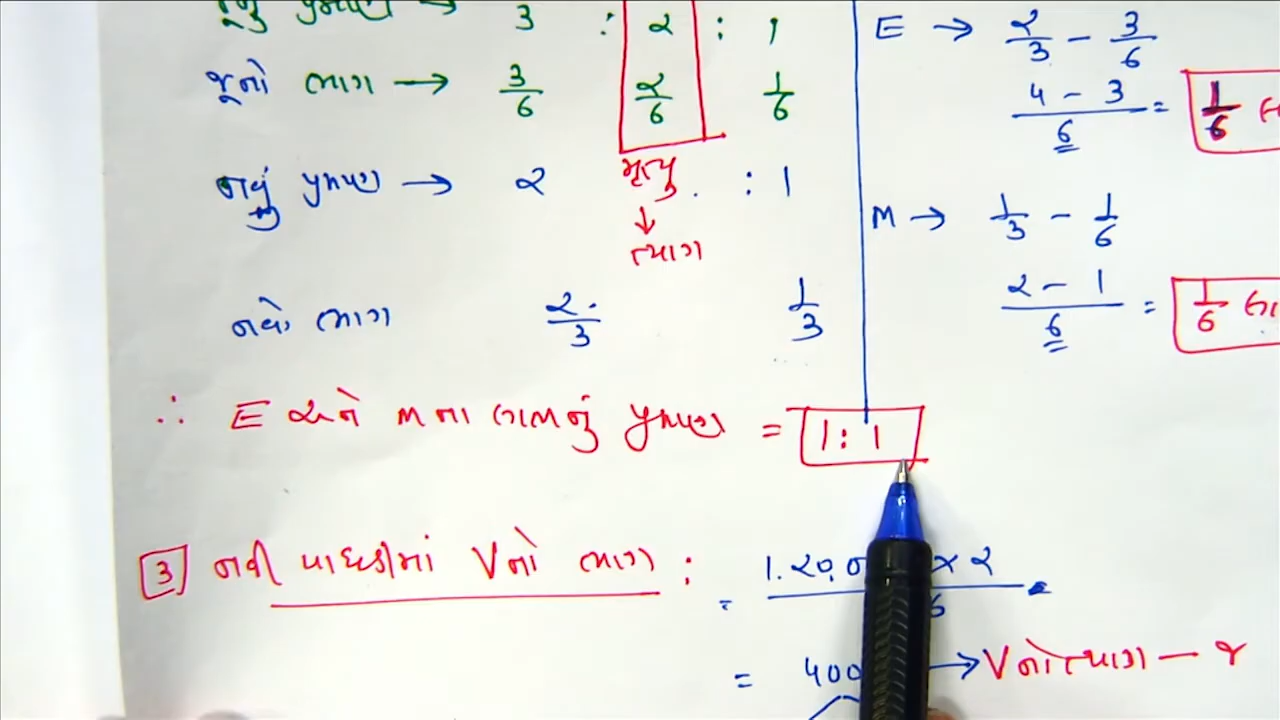 જૂનું પ્રમાણ → 3 : ૨ : 1
જૂનો ભાગ → 3/6 ૨/6 1/6
નવું પ્રમાણ → ૨ મૃત્યુ : 1
↓
ત્યાગ
નવો ભાગ ૨/3 1/3
∴ E અને M ના લાભનું પ્રમાણ = 1 : 1
E → ૨/3 − 3/6
4 − 3/6 = 1/6
M → 1/3 − 1/6
૨ − 1/6 = 1/6
3 નવી પાઘડીમાં V નો ભાગ :
= × ૨
=
→ V નો ત્યાગ −